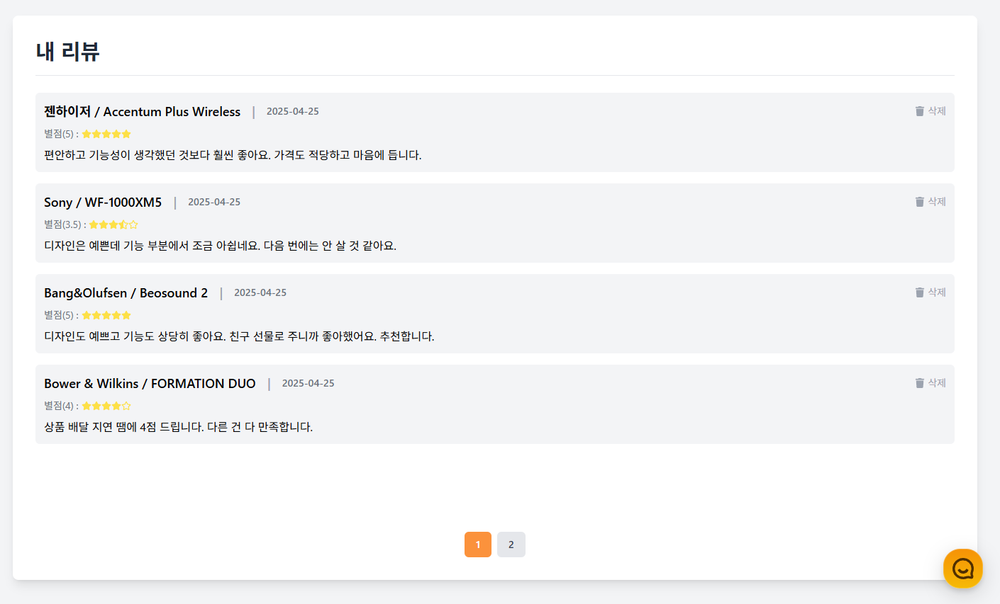 내 리뷰
젠하이저 / Accentum Plus Wireless | 2025-04-25 삭제
별점(5) :
편안하고 기능성이 생각했던 것보다 훨씬 좋아요. 가격도 적당하고 마음에 듭니다.
Sony / WF-1000XM5 | 2025-04-25 삭제
별점(3.5) :
디자인은 예쁜데 기능 부분에서 조금 아쉽네요. 다음 번에는 안 살 것 같아요.
Bang&Olufsen / Beosound 2 | 2025-04-25 삭제
별점(5) :
디자인도 예쁘고 기능도 상당히 좋아요. 친구 선물로 주니까 좋아했어요. 추천합니다.
Bower & Wilkins / FORMATION DUO | 2025-04-25 삭제
별점(4) :
상품 배달 지연 땜에 4점 드립니다. 다른 건 다 만족합니다.
1 2